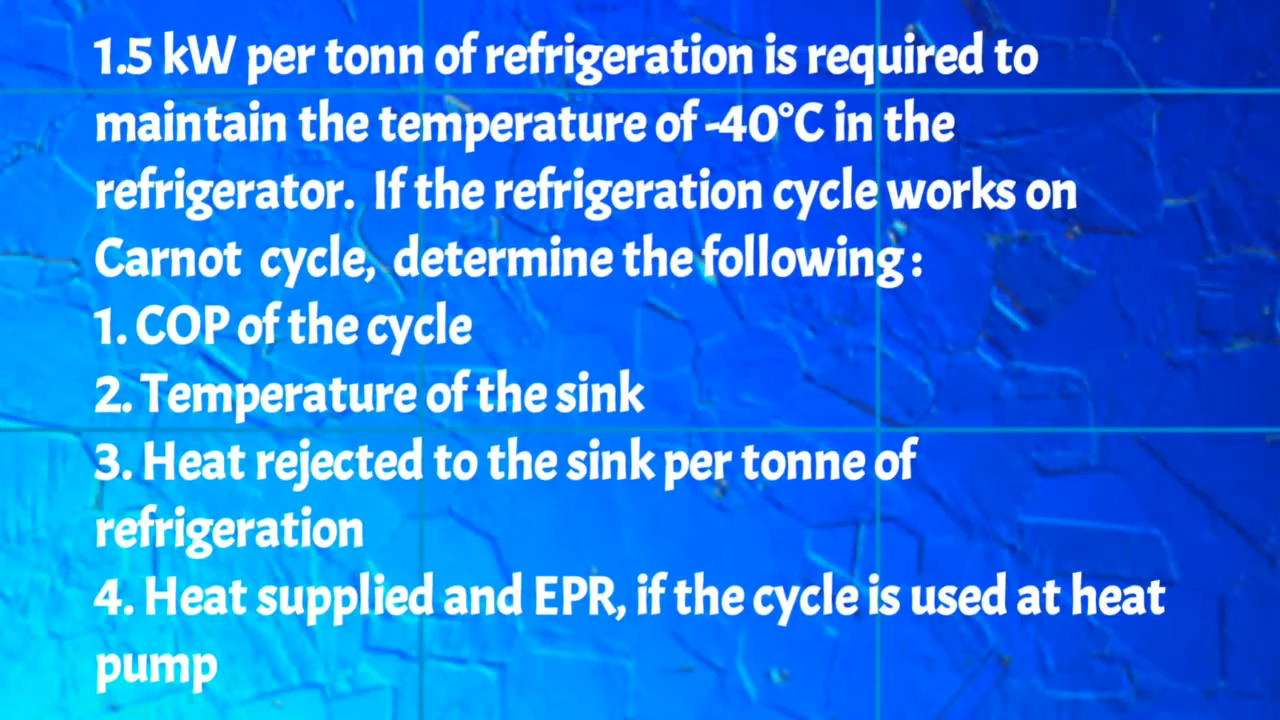 1.5 kW per tonn of refrigeration is required to
maintain the temperature of -40°C in the
refrigerator.  If the refrigeration cycle works on
Carnot  cycle,  determine the following :
1. COP of the cycle
2. Temperature of the sink
3. Heat rejected to the sink per tonne of
refrigeration
4. Heat supplied and EPR, if the cycle is used at heat
pump